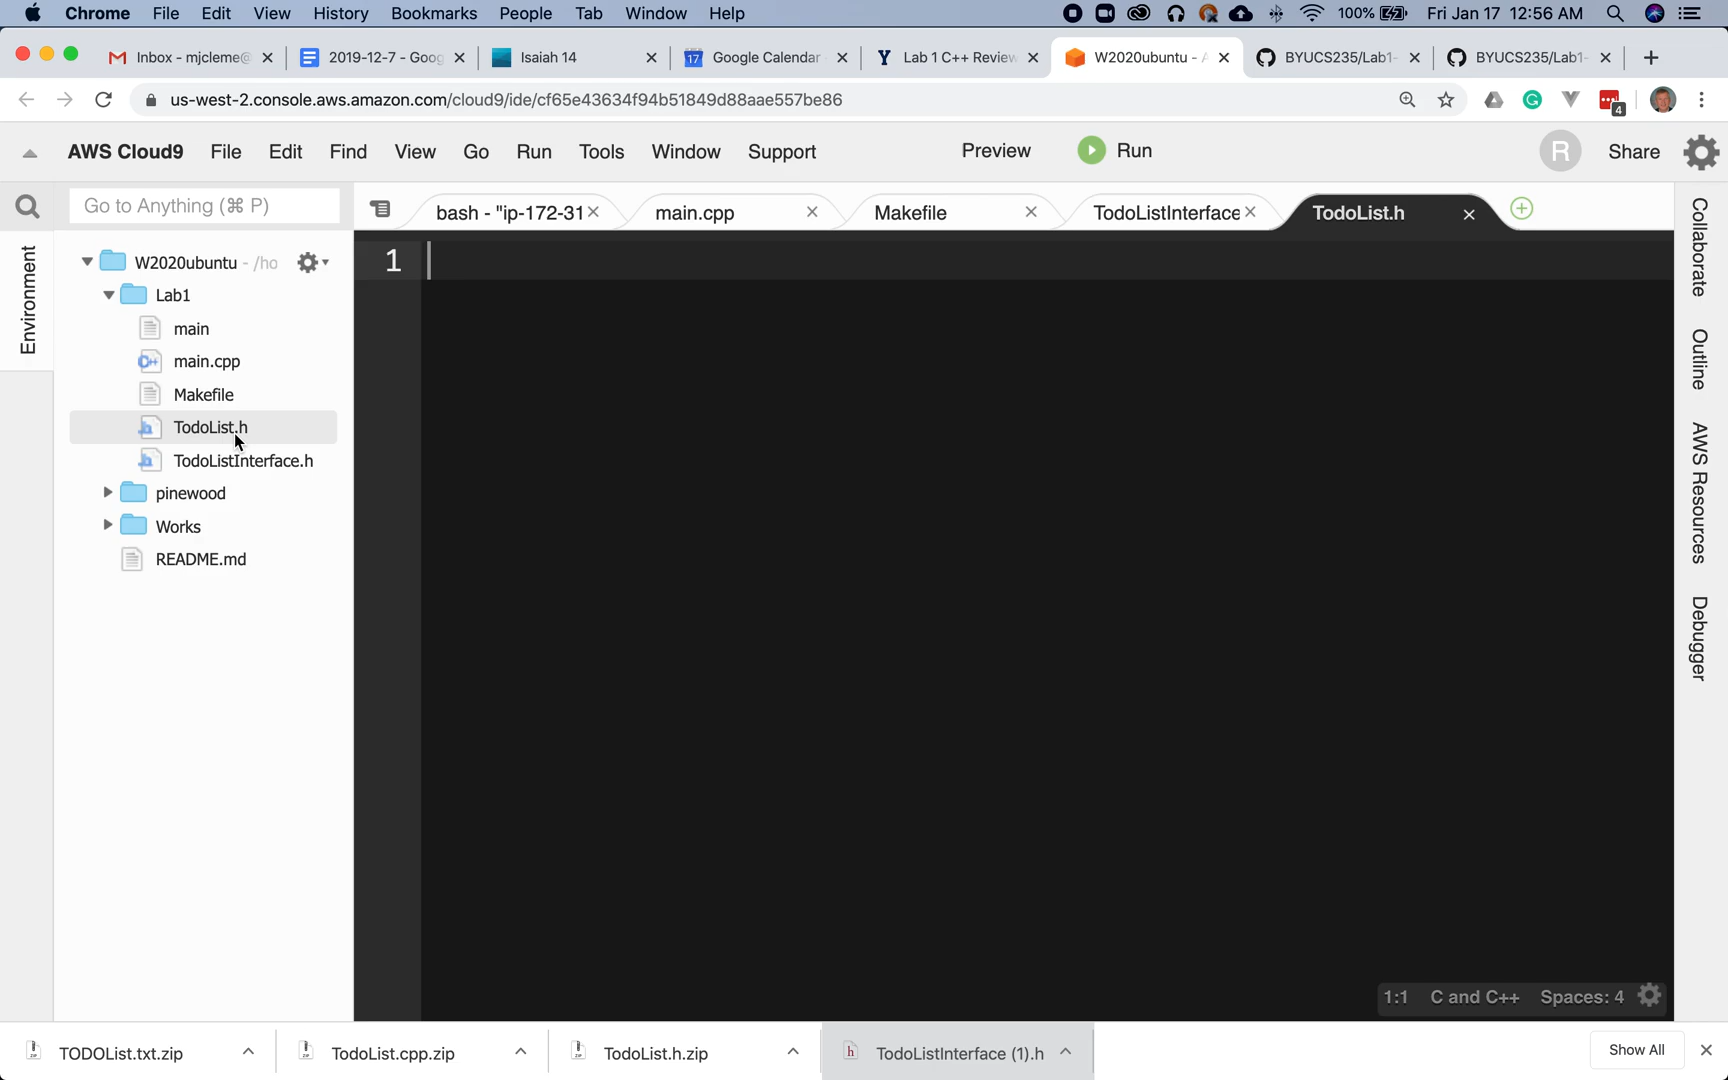 Chrome File Edit View History Bookmarks People Tab Window Help 100% Fri Jan 17 12:56 AM
Inbox - mjcleme@ 2019-12-7 - Goog Isaiah 14 17 Google Calendar Y Lab 1 C++ Review W2020ubuntu - A BYUCS235/Lab1- BYUCS235/Lab1-
us-west-2.console.aws.amazon.com/cloud9/ide/cf65e43634f94b51849d88aae557be86 4
AWS Cloud9 File Edit Find View Go Run Tools Window Support Preview Run R Share
Go to Anything (⌘ P) bash - "ip-172-31 main.cpp Makefile TodoListInterface TodoList.h
Environment
W2020ubuntu - /ho
Lab1
main
main.cpp
Makefile
TodoList.h
TodoListInterface.h
pinewood
Works
README.md
1
Collaborate
Outline
AWS Resources
Debugger
1:1 C and C++ Spaces: 4
TODOList.txt.zip TodoList.cpp.zip TodoList.h.zip h TodoListInterface (1).h Show All